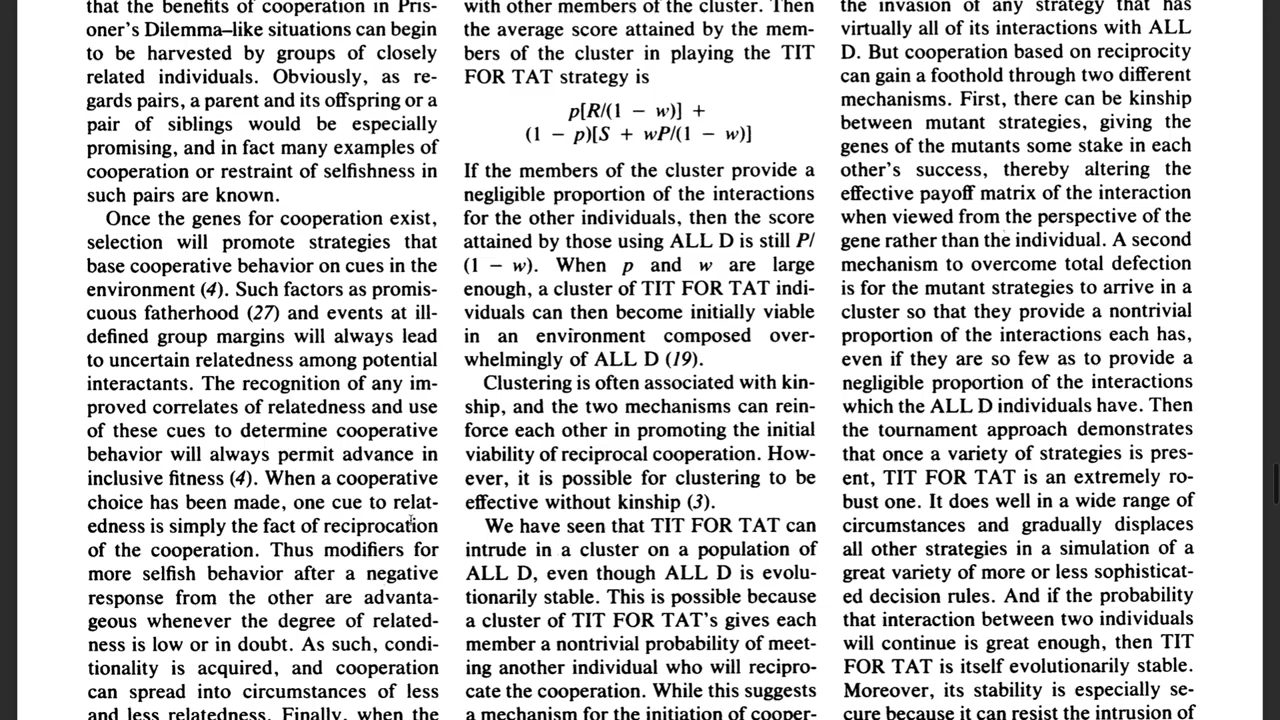 that the benefits of cooperation in Pris-
oner's Dilemma–like situations can begin
to be harvested by groups of closely
related individuals. Obviously, as re-
gards pairs, a parent and its offspring or a
pair of siblings would be especially
promising, and in fact many examples of
cooperation or restraint of selfishness in
such pairs are known.
Once the genes for cooperation exist,
selection will promote strategies that
base cooperative behavior on cues in the
environment (4). Such factors as promis-
cuous fatherhood (27) and events at ill-
defined group margins will always lead
to uncertain relatedness among potential
interactants. The recognition of any im-
proved correlates of relatedness and use
of these cues to determine cooperative
behavior will always permit advance in
inclusive fitness (4). When a cooperative
choice has been made, one cue to relat-
edness is simply the fact of reciprocation
of the cooperation. Thus modifiers for
more selfish behavior after a negative
response from the other are advanta-
geous whenever the degree of related-
ness is low or in doubt. As such, condi-
tionality is acquired, and cooperation
can spread into circumstances of less
and less relatedness. Finally, when the
with other members of the cluster. Then
the average score attained by the mem-
bers of the cluster in playing the TIT
FOR TAT strategy is
p[R/(1 − w)] +
(1 − p)[S + wP/(1 − w)]
If the members of the cluster provide a
negligible proportion of the interactions
for the other individuals, then the score
attained by those using ALL D is still P/
(1 − w). When p and w are large
enough, a cluster of TIT FOR TAT indi-
viduals can then become initially viable
in an environment composed over-
whelmingly of ALL D (19).
Clustering is often associated with kin-
ship, and the two mechanisms can rein-
force each other in promoting the initial
viability of reciprocal cooperation. How-
ever, it is possible for clustering to be
effective without kinship (3).
We have seen that TIT FOR TAT can
intrude in a cluster on a population of
ALL D, even though ALL D is evolu-
tionarily stable. This is possible because
a cluster of TIT FOR TAT's gives each
member a nontrivial probability of meet-
ing another individual who will recipro-
cate the cooperation. While this suggests
a mechanism for the initiation of cooper-
the invasion of any strategy that has
virtually all of its interactions with ALL
D. But cooperation based on reciprocity
can gain a foothold through two different
mechanisms. First, there can be kinship
between mutant strategies, giving the
genes of the mutants some stake in each
other's success, thereby altering the
effective payoff matrix of the interaction
when viewed from the perspective of the
gene rather than the individual. A second
mechanism to overcome total defection
is for the mutant strategies to arrive in a
cluster so that they provide a nontrivial
proportion of the interactions each has,
even if they are so few as to provide a
negligible proportion of the interactions
which the ALL D individuals have. Then
the tournament approach demonstrates
that once a variety of strategies is pres-
ent, TIT FOR TAT is an extremely ro-
bust one. It does well in a wide range of
circumstances and gradually displaces
all other strategies in a simulation of a
great variety of more or less sophisticat-
ed decision rules. And if the probability
that interaction between two individuals
will continue is great enough, then TIT
FOR TAT is itself evolutionarily stable.
Moreover, its stability is especially se-
cure because it can resist the intrusion of